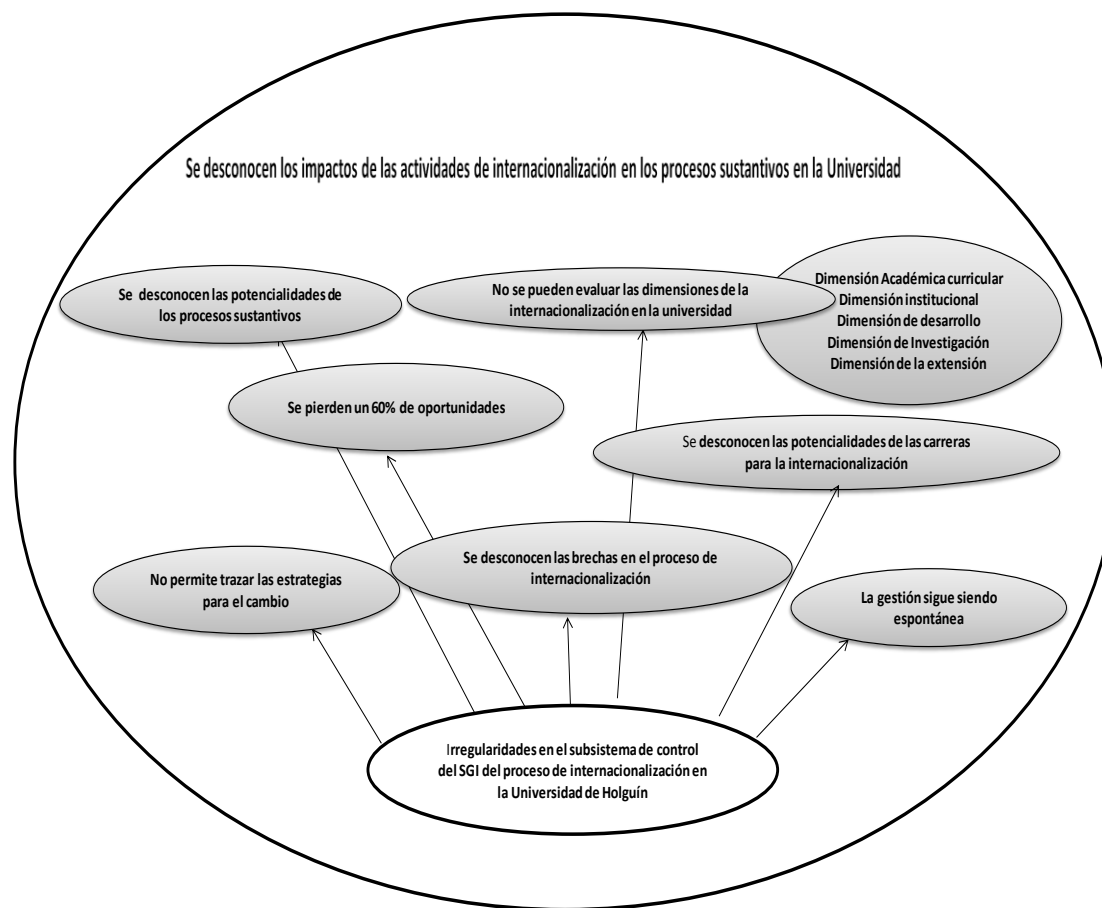 Se desconocen los impactos de las actividades de internacionalización en los procesos sustantivos en la Universidad
Se desconocen las potencialidades de
los procesos sustantivos
No se pueden evaluar las dimensiones de la
internacionalización en la universidad
Dimensión Académica curricular
Dimensión institucional
Dimensión de desarrollo
Dimensión de Investigación
Dimensión de la extensión
Se pierden un 60% de oportunidades
Se desconocen las potencialidades de las carreras
para la internacionalización
Se desconocen las brechas en el proceso de
internacionalización
No permite trazar las estrategias
para el cambio
La gestión sigue siendo
espontánea
Irregularidades en el subsistema de control
del SGI del proceso de internacionalización en
la Universidad de Holguín